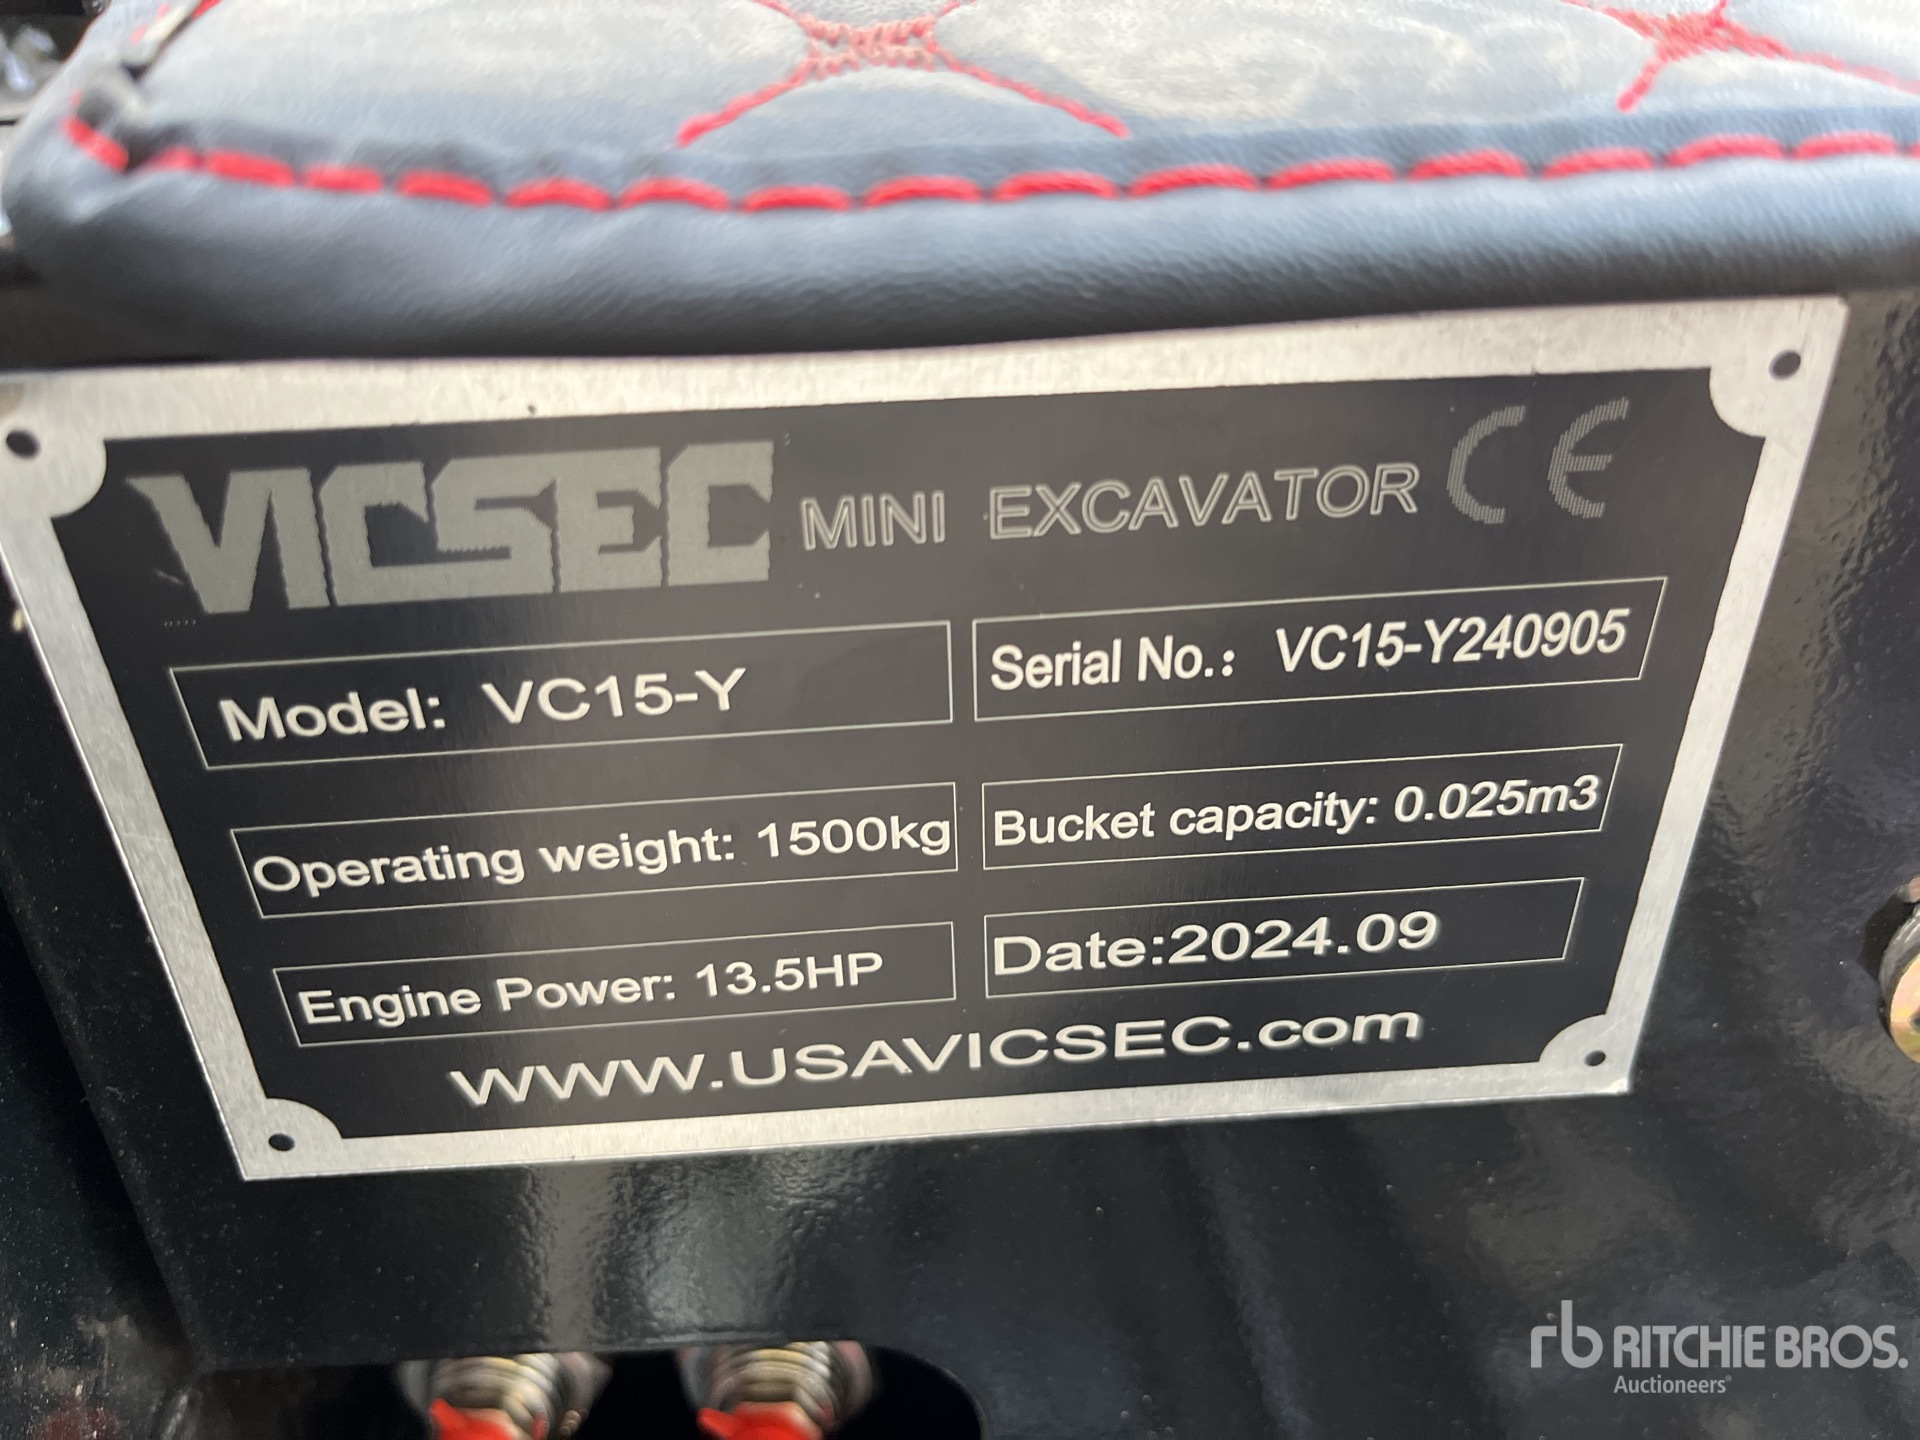 VICSEC MINI EXCAVATOR CE
Model: VC15-Y
Serial No.: VC15-Y240905
Operating weight: 1500kg
Bucket capacity: 0.025m3
Engine Power: 13.5HP
Date:2024.09
WWW.USAVICSEC.com
rb RITCHIE BROS.
Auctioneers